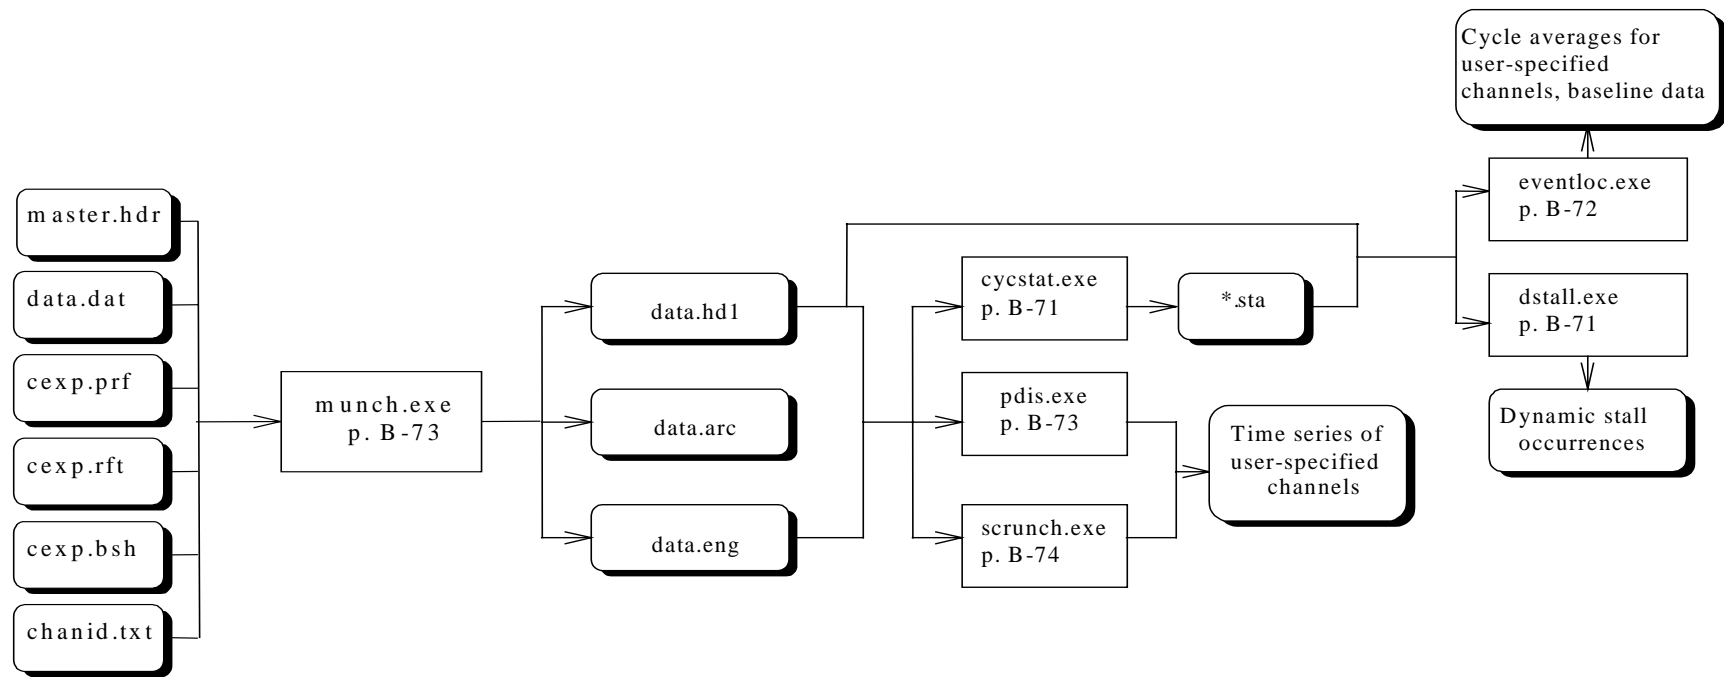 master.hdr
data.dat
cexp.prf
cexp.rft
cexp.bsh
chanid.txt
munch.exe
p. B-73
data.hd1
data.arc
data.eng
cycstat.exe
p. B-71
pdis.exe
p. B-73
scrunch.exe
p. B-74
*.sta
Time series of
user-specified
channels
Cycle averages for
user-specified
channels, baseline data
eventloc.exe
p. B-72
dstall.exe
p. B-71
Dynamic stall
occurrences